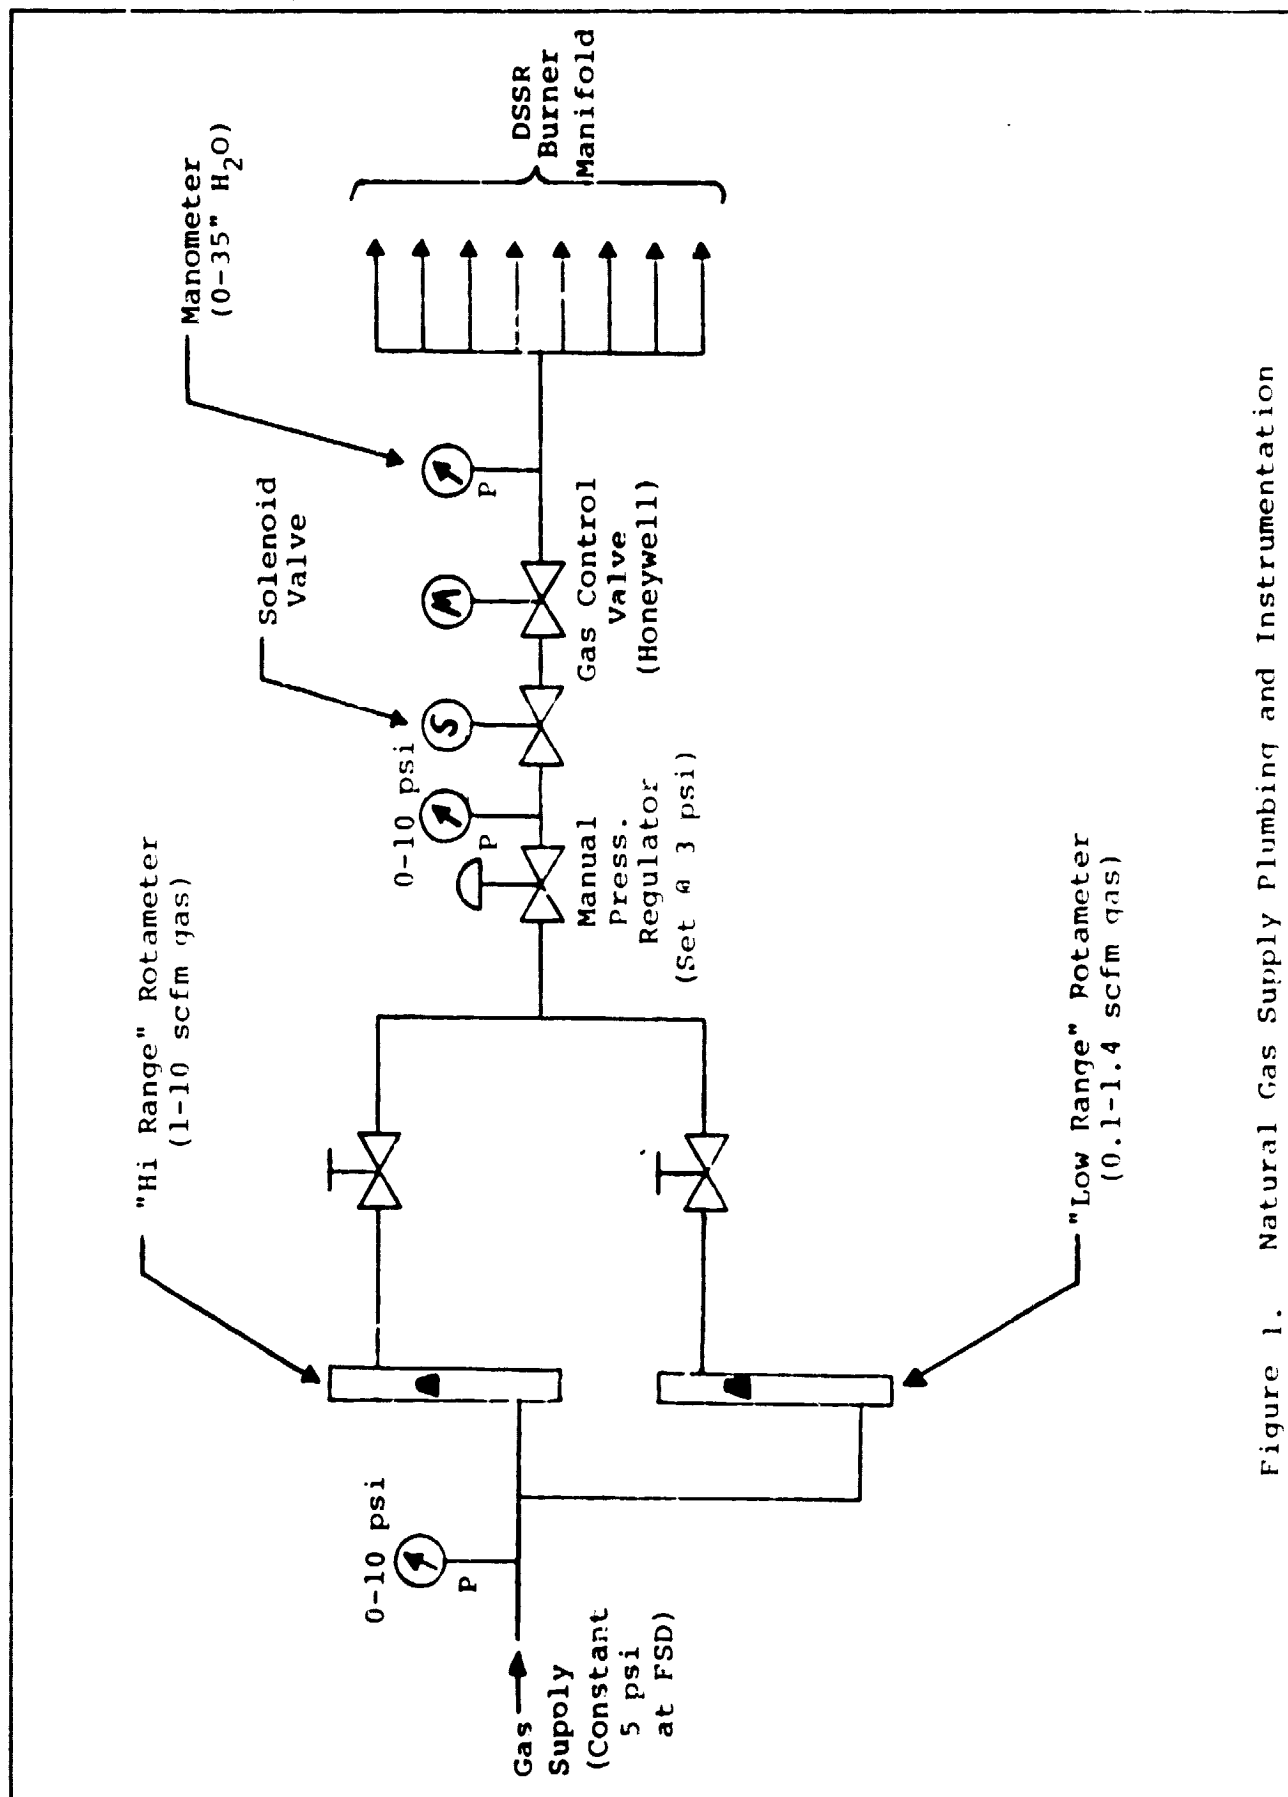 Manometer
(0-35" H2O)
Solenoid
Valve
DSSR
Burner
Manifold
"Hi Range" Rotameter
(1-10 scfm gas)
0-10 psi
P
0-10 psi
P
S
M
P
Gas
Supoly
(Constant
5 psi
at FSD)
Manual
Press.
Regulator
(Set @ 3 psi)
Gas Control
Valve
(Honeywell)
"Low Range" Rotameter
(0.1-1.4 scfm gas)
Figure 1. Natural Gas Supply Plumbing and Instrumentation